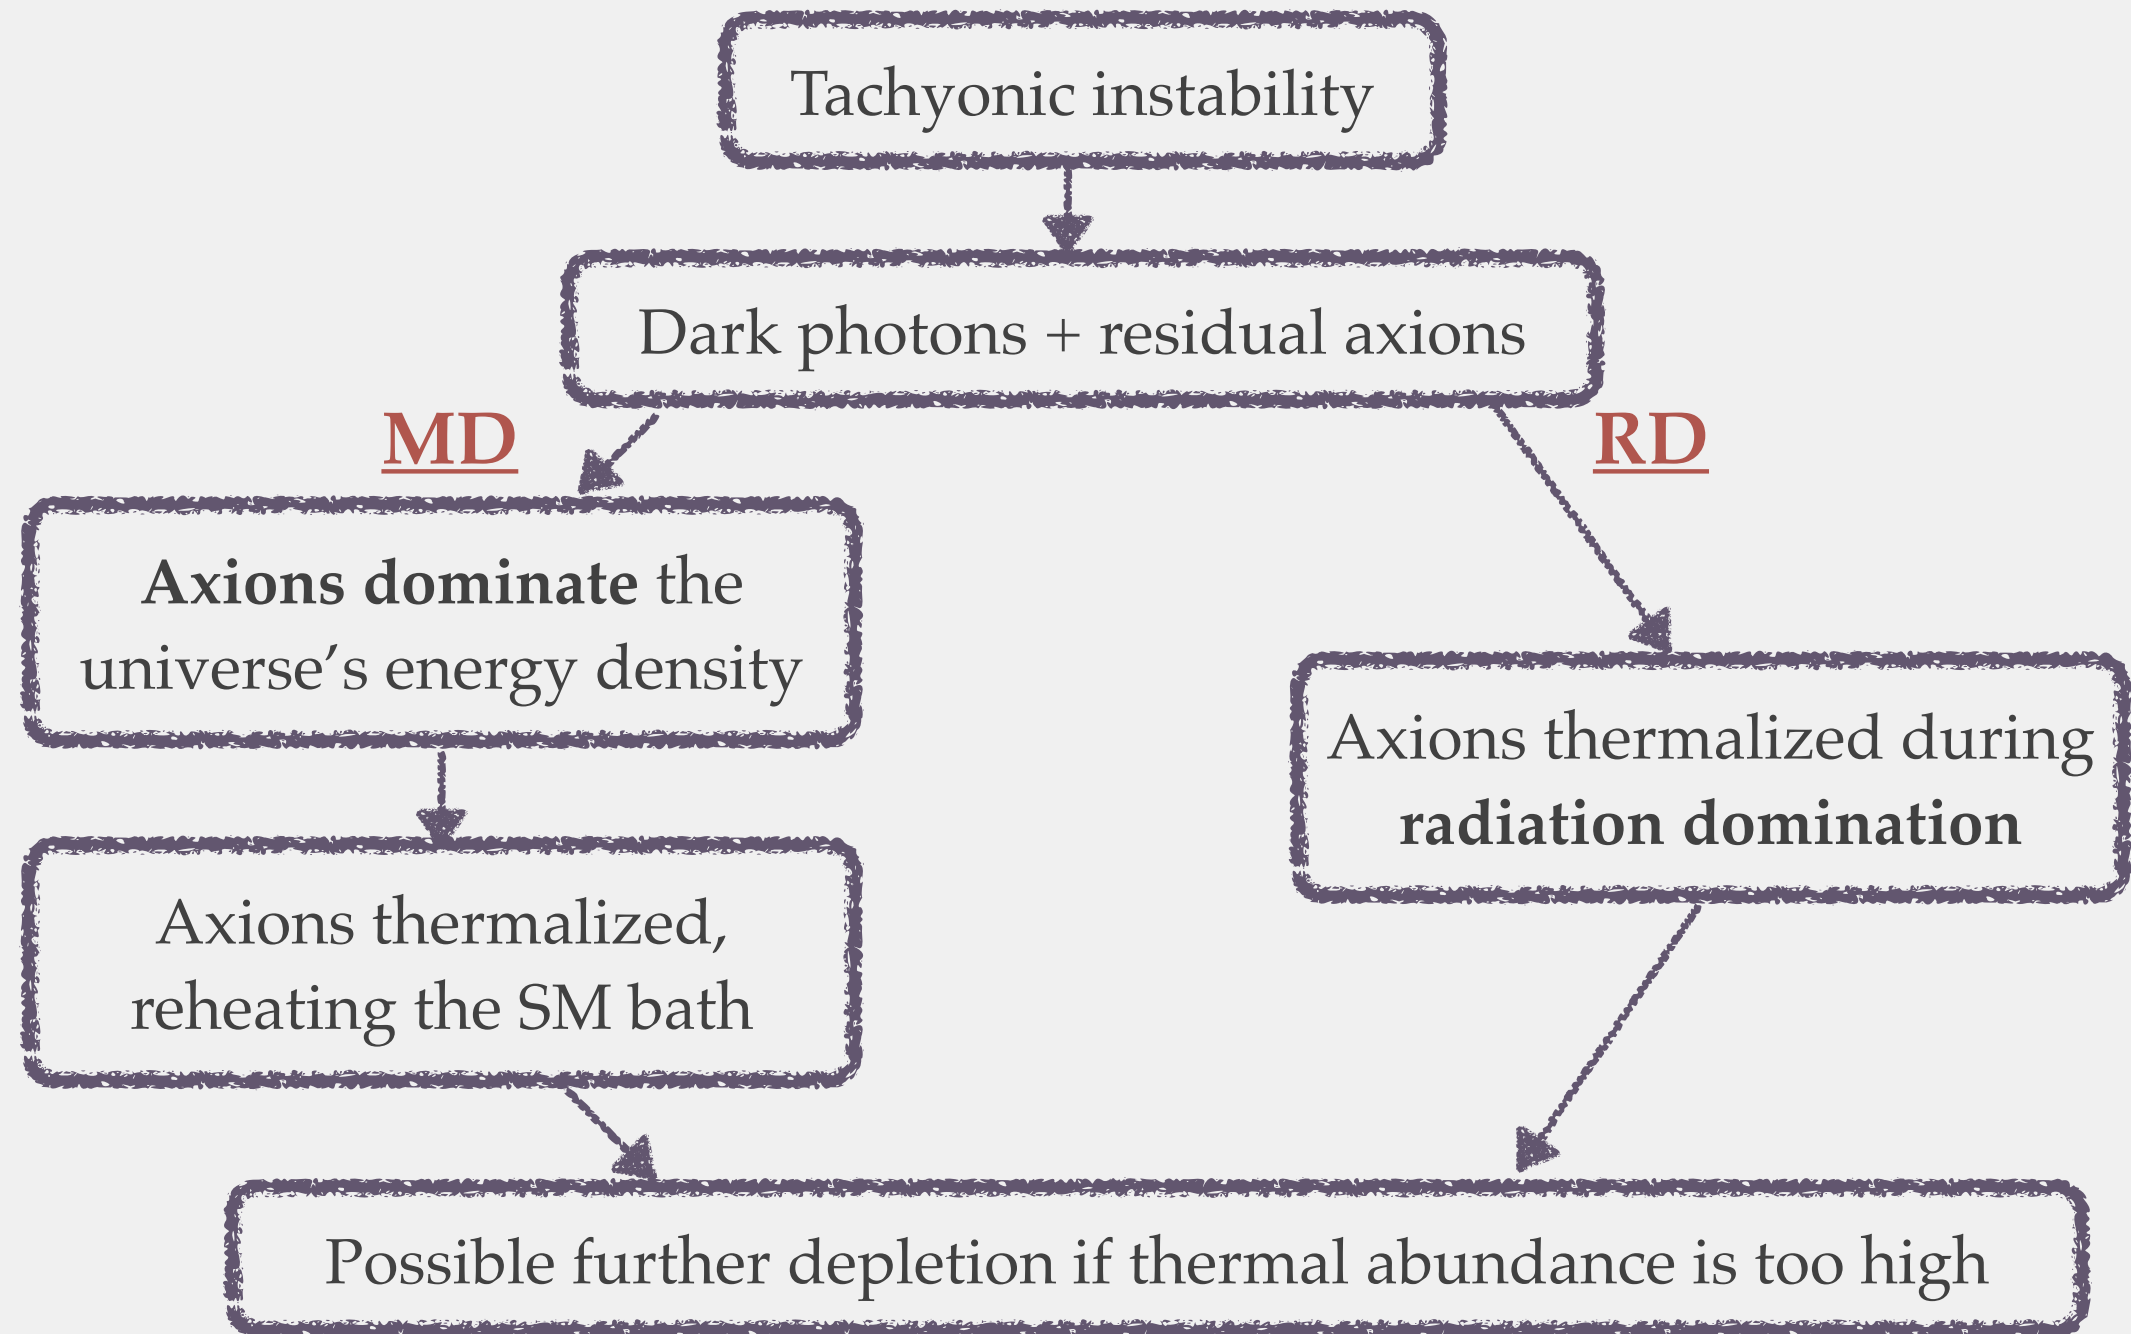 Tachyonic instability
Dark photons + residual axions
MD
RD
Axions dominate the
universe’s energy density
Axions thermalized during
radiation domination
Axions thermalized,
reheating the SM bath
Possible further depletion if thermal abundance is too high